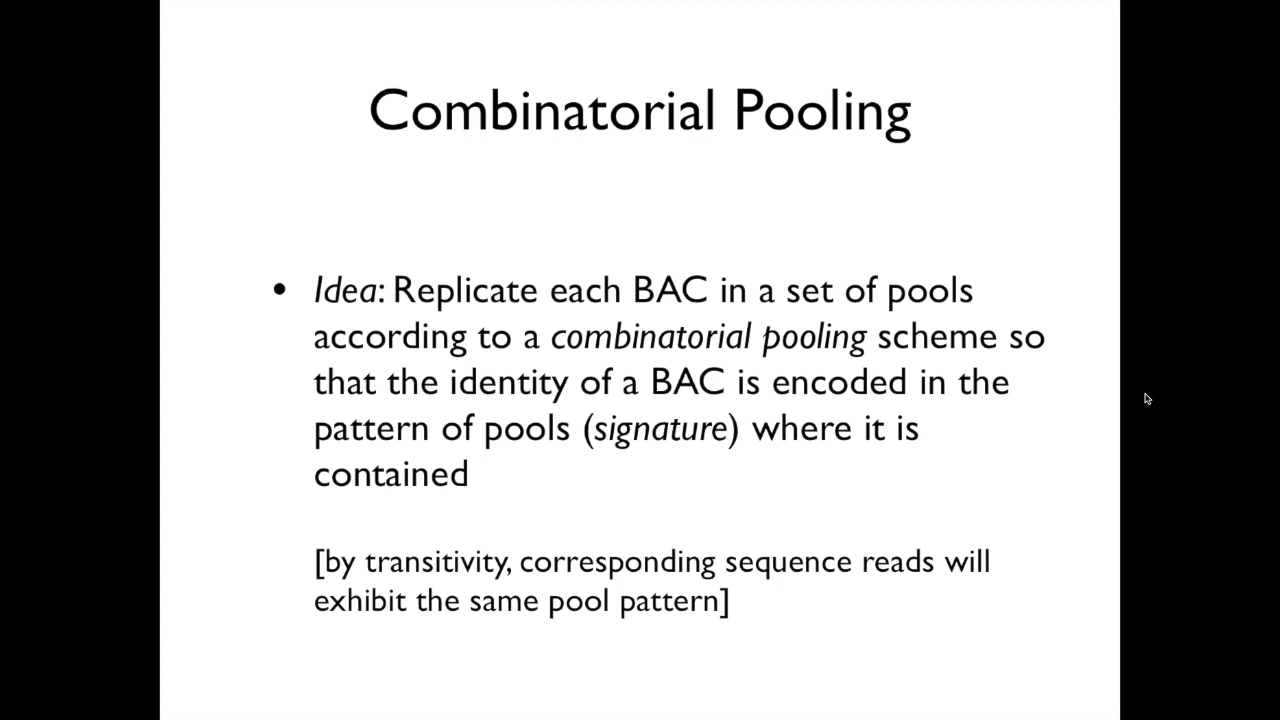 Combinatorial Pooling
• Idea: Replicate each BAC in a set of pools
according to a combinatorial pooling scheme so
that the identity of a BAC is encoded in the
pattern of pools (signature) where it is
contained
[by transitivity, corresponding sequence reads will
exhibit the same pool pattern]